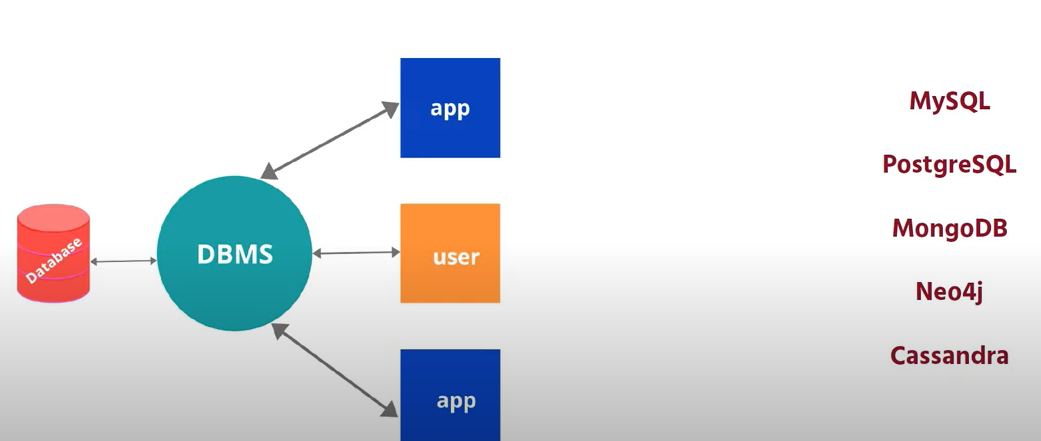 app
Database
DBMS
user
app
MySQL
PostgreSQL
MongoDB
Neo4j
Cassandra